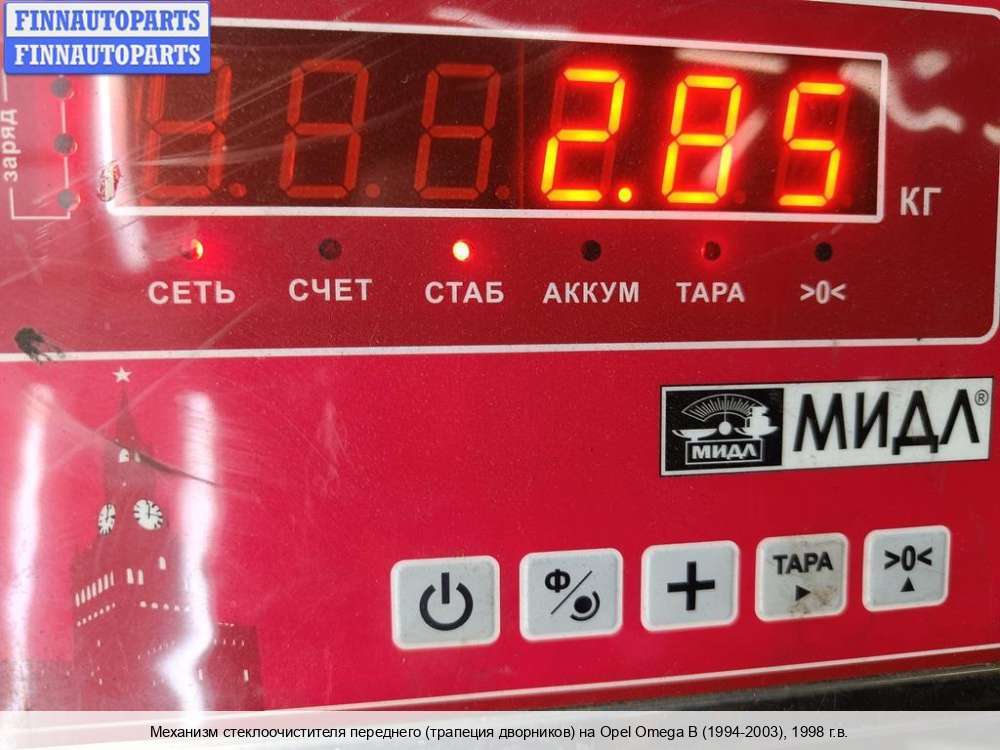 FINNAUTOPARTS
FINNAUTOPARTS
заряд
2.85
КГ
СЕТЬ СЧЕТ СТАБ АККУМ ТАРА >0<
МИДЛ МИДЛ®
Ф ТАРА >0<
Механизм стеклоочистителя переднего (трапеция дворников) на Opel Omega B (1994-2003), 1998 г.в.